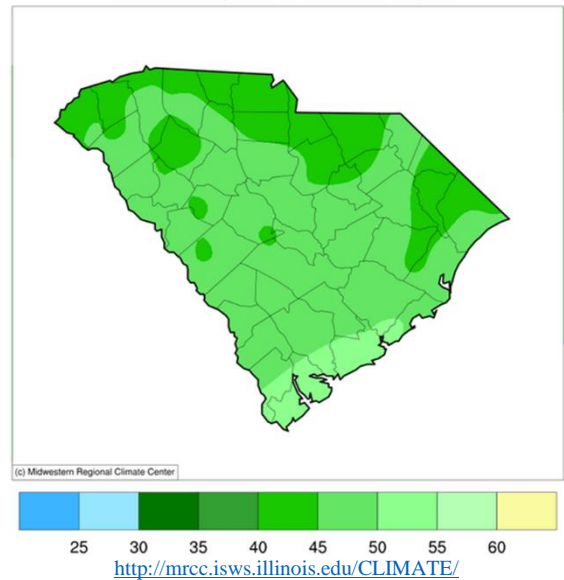 (c) Midwestern Regional Climate Center
25 30 35 40 45 50 55 60
http://mrcc.isws.illinois.edu/CLIMATE/